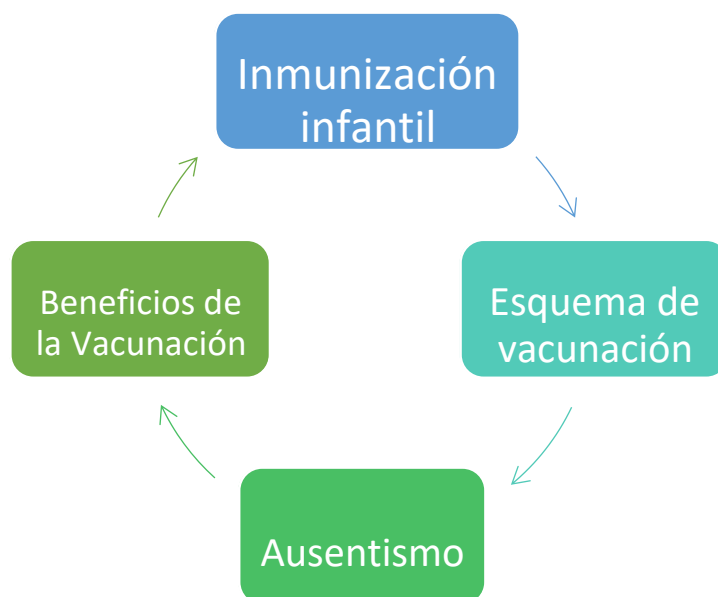 Inmunización
infantil
Esquema de
vacunación
Ausentismo
Beneficios de
la Vacunación